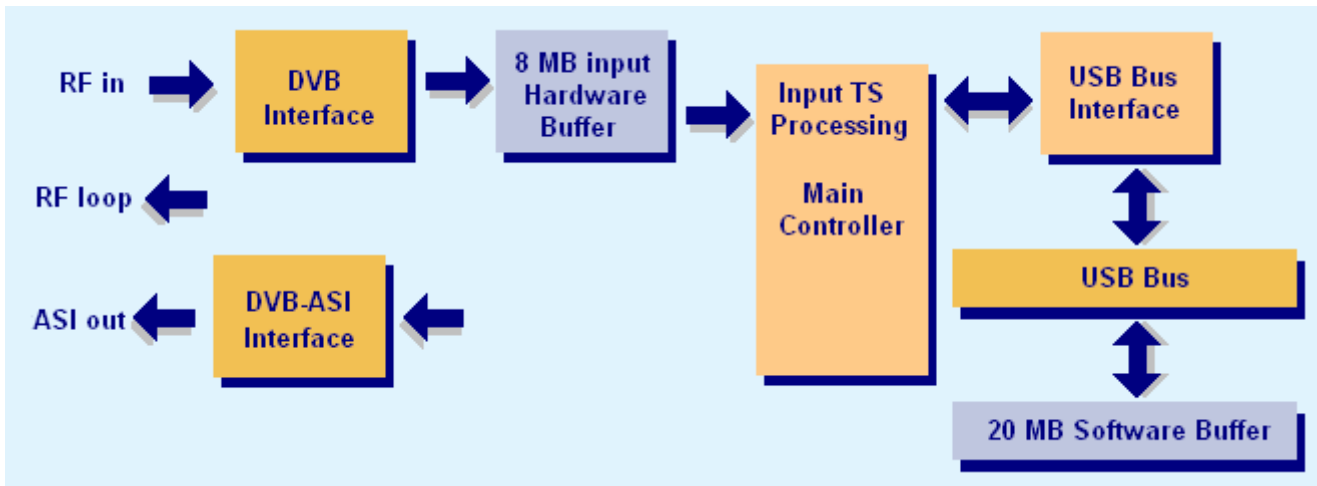 RF in
DVB
Interface
8 MB input
Hardware
Buffer
Input TS
Processing
Main
Controller
USB Bus
Interface
RF loop
ASI out
DVB-ASI
Interface
USB Bus
20 MB Software Buffer